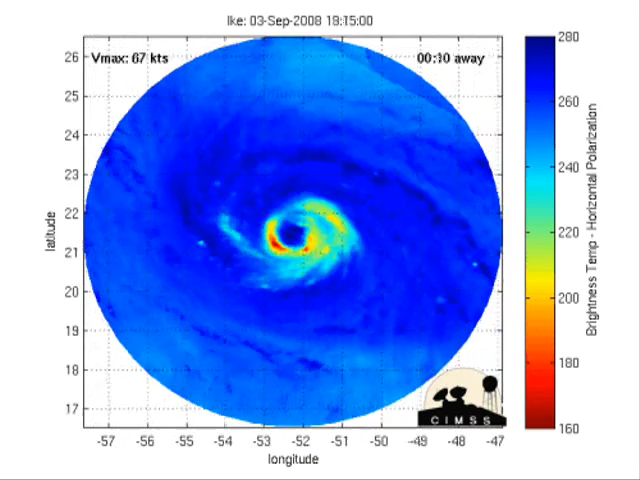 Ike: 03-Sep-2008 19:15:00
Vmax: 67 kts
00:30 away
26
25
24
23
22
21
20
19
18
17
latitude
-57 -56 -55 -54 -53 -52 -51 -50 -49 -48 -47
longitude
280
260
240
220
200
180
160
Brightness Temp - Horizontal Polarization
CIMSS